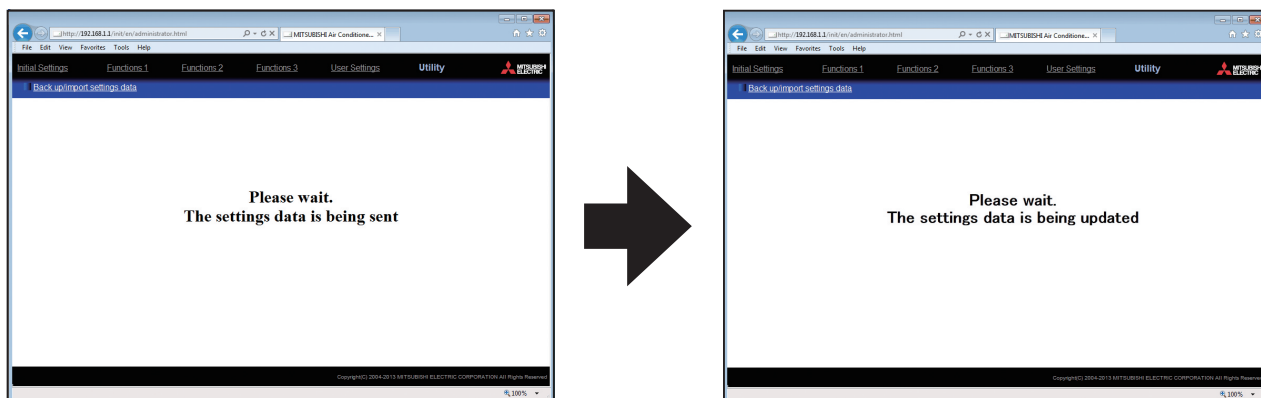 http://192.168.1.1/init/en/administrator.html
MITSUBISHI Air Conditione...
File Edit View Favorites Tools Help
Initial Settings Functions 1 Functions 2 Functions 3 User Settings Utility MITSUBISHI ELECTRIC
Back up/import settings data
Please wait.
The settings data is being sent
Copyright(C) 2004-2013 MITSUBISHI ELECTRIC CORPORATION All Rights Reserved
100%
http://192.168.1.1/init/en/administrator.html
MITSUBISHI Air Conditione...
File Edit View Favorites Tools Help
Initial Settings Functions 1 Functions 2 Functions 3 User Settings Utility MITSUBISHI ELECTRIC
Back up/import settings data
Please wait.
The settings data is being updated
Copyright(C) 2004-2013 MITSUBISHI ELECTRIC CORPORATION All Rights Reserved
100%